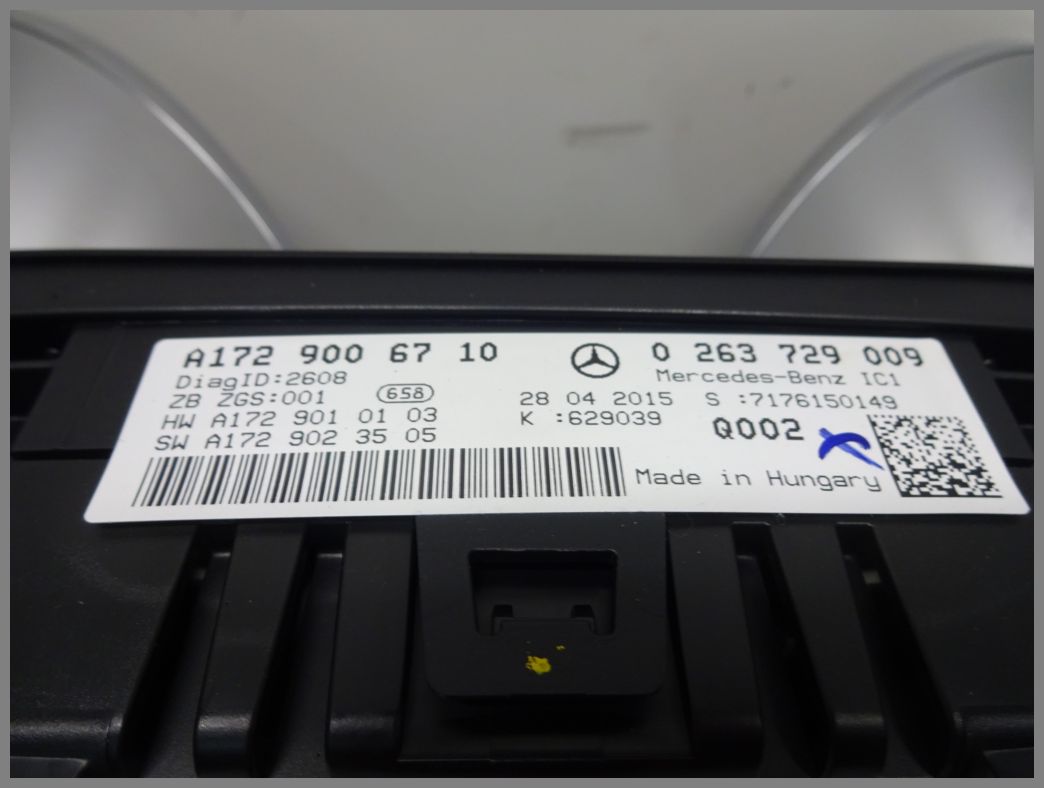 A172 900 67 10 0 263 729 009
DiagID:2608 Mercedes-Benz IC1
ZB ZGS:001 658 28 04 2015 S :7176150149
HW A172 901 01 03 K :629039 Q002
SW A172 902 35 05
Made in Hungary